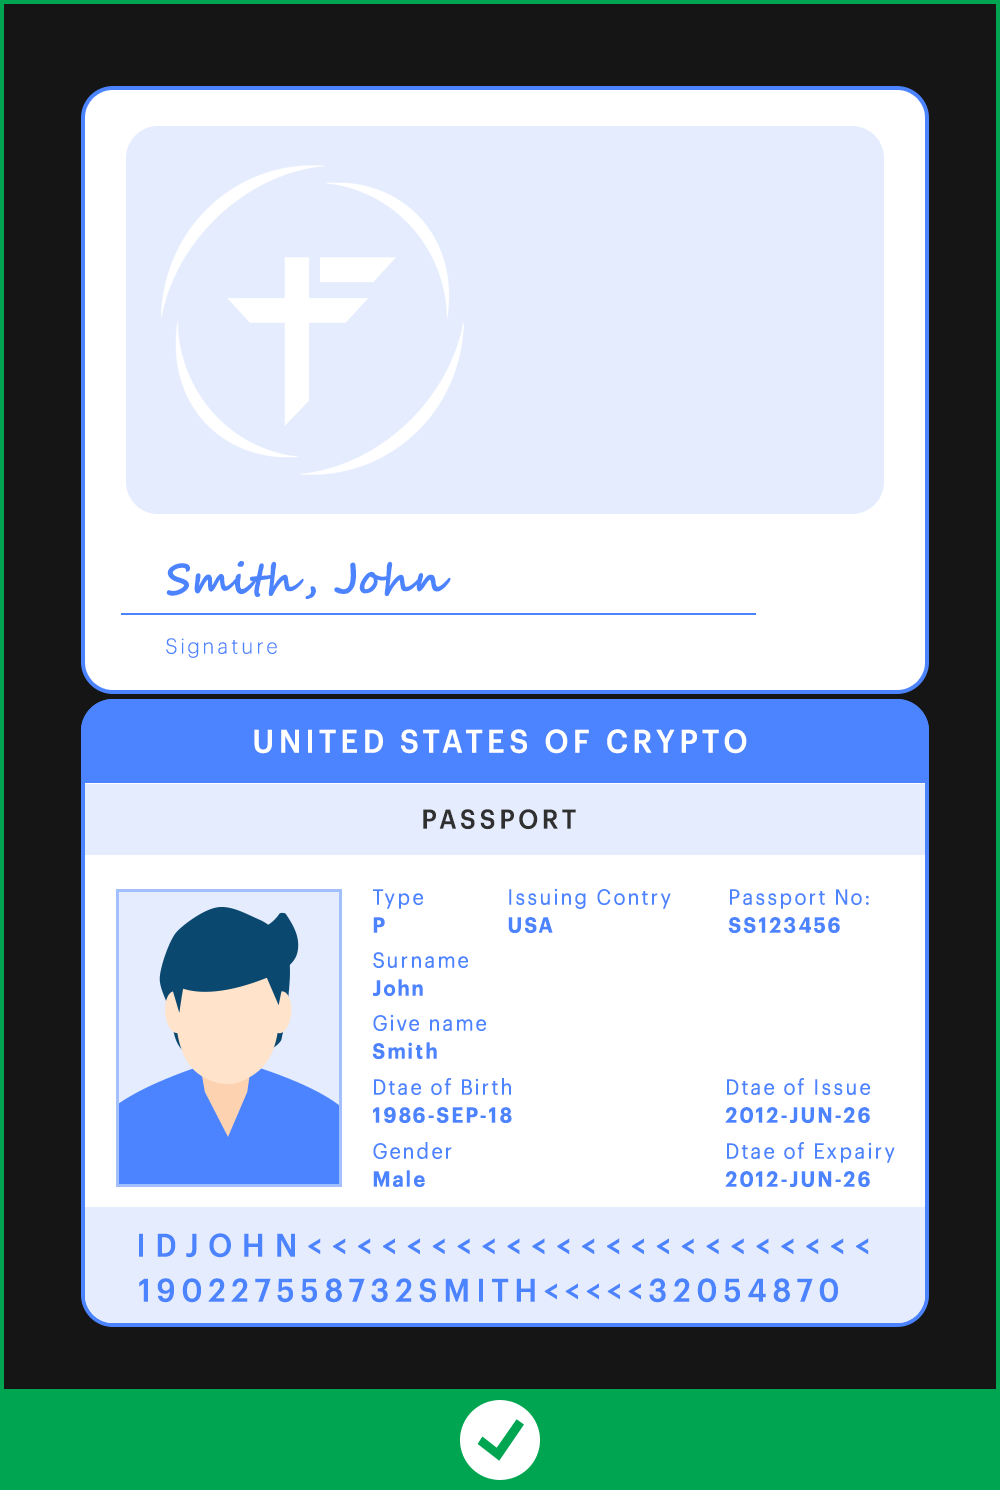 Smith, John
Signature
UNITED STATES OF CRYPTO
PASSPORT
Type Issuing Contry Passport No:
P USA SS123456
Surname
John
Give name
Smith
Dtae of Birth Dtae of Issue
1986-SEP-18 2012-JUN-26
Gender Dtae of Expairy
Male 2012-JUN-26
IDJOHN<<<<<<<<<<<<<<<<<<<<<<<
190227558732SMITH<<<<<32054870